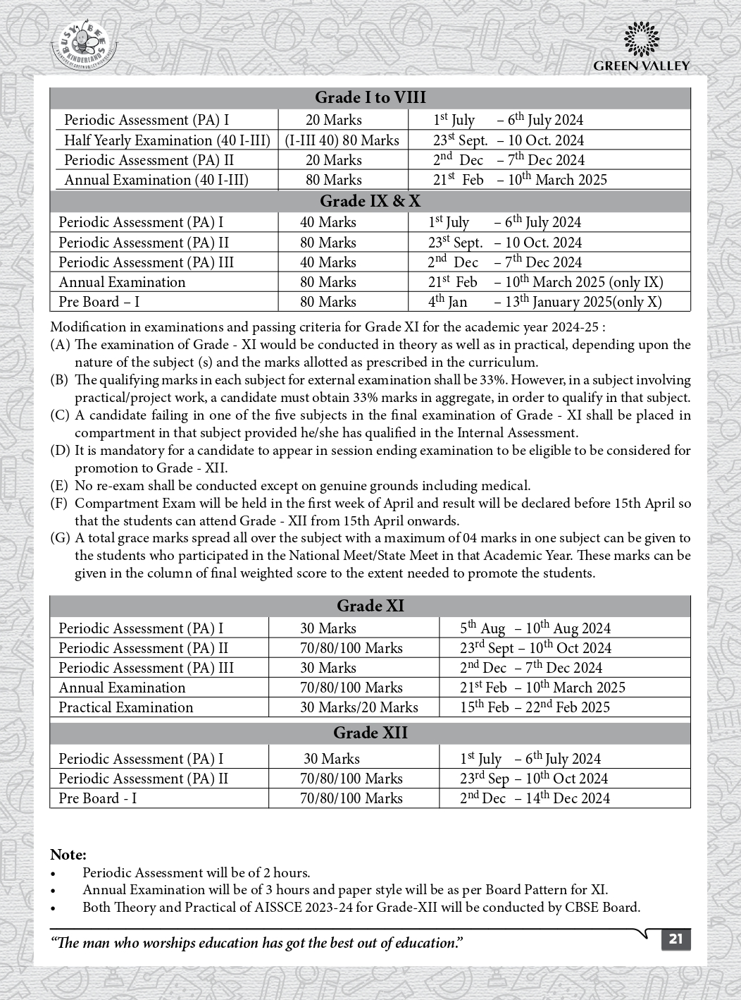 BUSY BEES
KINDERLAND
GREEN VALLEY
Grade I to VIII
Periodic Assessment (PA) I 20 Marks 1st July – 6th July 2024
Half Yearly Examination (40 I-III) (I-III 40) 80 Marks 23st Sept. – 10 Oct. 2024
Periodic Assessment (PA) II 20 Marks 2nd Dec – 7th Dec 2024
Annual Examination (40 I-III) 80 Marks 21st Feb – 10th March 2025
Grade IX & X
Periodic Assessment (PA) I 40 Marks 1st July – 6th July 2024
Periodic Assessment (PA) II 80 Marks 23st Sept. – 10 Oct. 2024
Periodic Assessment (PA) III 40 Marks 2nd Dec – 7th Dec 2024
Annual Examination 80 Marks 21st Feb – 10th March 2025 (only IX)
Pre Board – I 80 Marks 4th Jan – 13th January 2025(only X)
Modification in examinations and passing criteria for Grade XI for the academic year 2024-25 :
(A) The examination of Grade - XI would be conducted in theory as well as in practical, depending upon the
nature of the subject (s) and the marks allotted as prescribed in the curriculum.
(B) The qualifying marks in each subject for external examination shall be 33%. However, in a subject involving
practical/project work, a candidate must obtain 33% marks in aggregate, in order to qualify in that subject.
(C) A candidate failing in one of the five subjects in the final examination of Grade - XI shall be placed in
compartment in that subject provided he/she has qualified in the Internal Assessment.
(D) It is mandatory for a candidate to appear in session ending examination to be eligible to be considered for
promotion to Grade - XII.
(E) No re-exam shall be conducted except on genuine grounds including medical.
(F) Compartment Exam will be held in the first week of April and result will be declared before 15th April so
that the students can attend Grade - XII from 15th April onwards.
(G) A total grace marks spread all over the subject with a maximum of 04 marks in one subject can be given to
the students who participated in the National Meet/State Meet in that Academic Year. These marks can be
given in the column of final weighted score to the extent needed to promote the students.
Grade XI
Periodic Assessment (PA) I 30 Marks 5th Aug – 10th Aug 2024
Periodic Assessment (PA) II 70/80/100 Marks 23rd Sept – 10th Oct 2024
Periodic Assessment (PA) III 30 Marks 2nd Dec – 7th Dec 2024
Annual Examination 70/80/100 Marks 21st Feb – 10th March 2025
Practical Examination 30 Marks/20 Marks 15th Feb – 22nd Feb 2025
Grade XII
Periodic Assessment (PA) I 30 Marks 1st July – 6th July 2024
Periodic Assessment (PA) II 70/80/100 Marks 23rd Sep – 10th Oct 2024
Pre Board - I 70/80/100 Marks 2nd Dec – 14th Dec 2024
Note:
• Periodic Assessment will be of 2 hours.
• Annual Examination will be of 3 hours and paper style will be as per Board Pattern for XI.
• Both Theory and Practical of AISSCE 2023-24 for Grade-XII will be conducted by CBSE Board.
“The man who worships education has got the best out of education.”
21